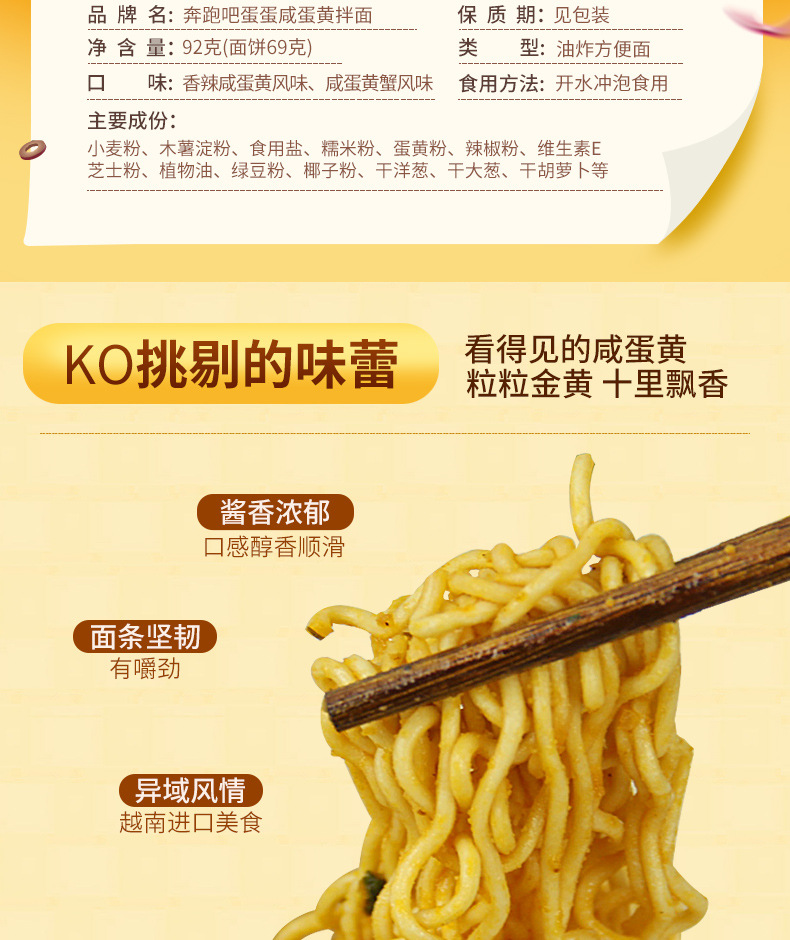 品 牌 名: 奔跑吧蛋蛋咸蛋黄拌面
保 质 期: 见包装
净 含 量: 92克(面饼69克)
类 型: 油炸方便面
口 味: 香辣咸蛋黄风味、咸蛋黄蟹风味
食用方法: 开水冲泡食用
主要成份:
小麦粉、木薯淀粉、食用盐、糯米粉、蛋黄粉、辣椒粉、维生素E
芝士粉、植物油、绿豆粉、椰子粉、干洋葱、干大葱、干胡萝卜等
KO挑剔的味蕾
看得见的咸蛋黄
粒粒金黄 十里飘香
酱香浓郁
口感醇香顺滑
面条坚韧
有嚼劲
异域风情
越南进口美食